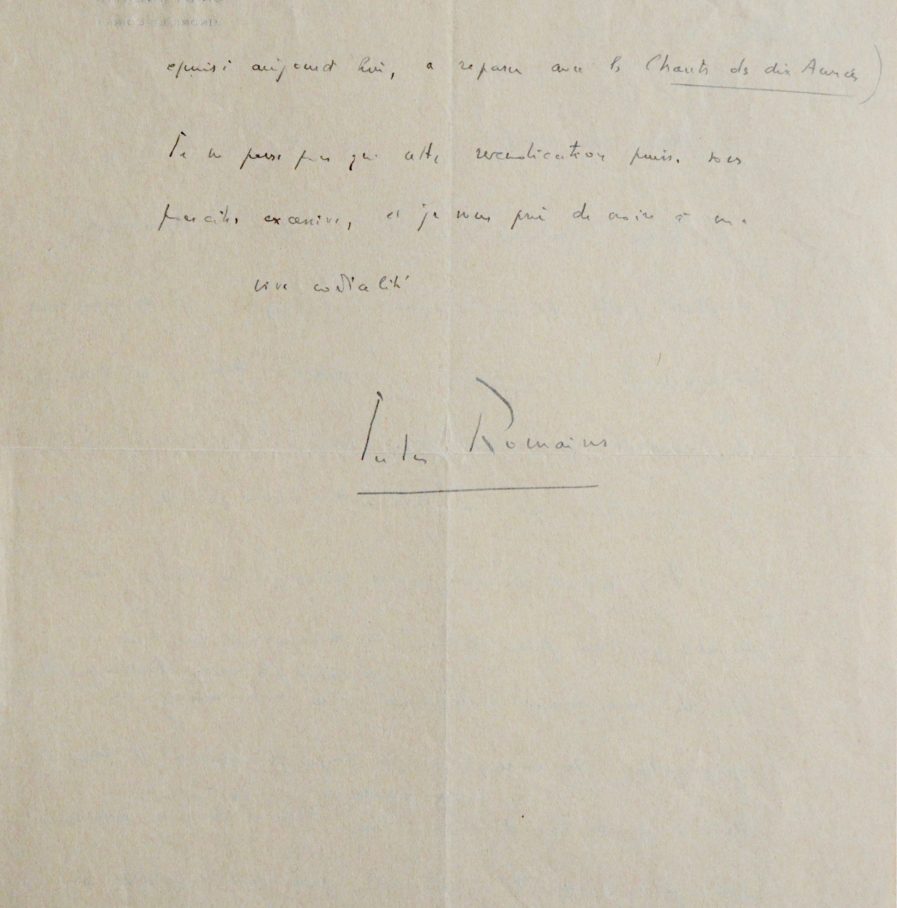 épuisé aujourd'hui, a reparu avec les Chants des dix Années)
Je ne pense pas que cette revendication puisse vous
paraître excessive, et je vous prie de croire à ma
vive cordialité
Jules Romains